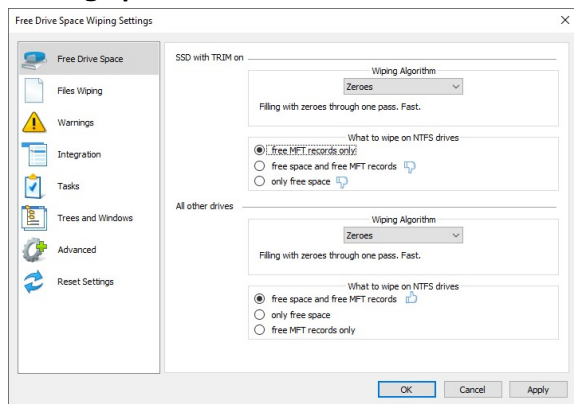 Free Drive Space Wiping Settings
Free Drive Space
Files Wiping
Warnings
Integration
Tasks
Trees and Windows
Advanced
Reset Settings
SSD with TRIM on
Wiping Algorithm
Zeroes
Filling with zeroes through one pass. Fast.
What to wipe on NTFS drives
free MFT records only
free space and free MFT records
only free space
All other drives
Wiping Algorithm
Zeroes
Filling with zeroes through one pass. Fast.
What to wipe on NTFS drives
free space and free MFT records
only free space
free MFT records only
OK Cancel Apply